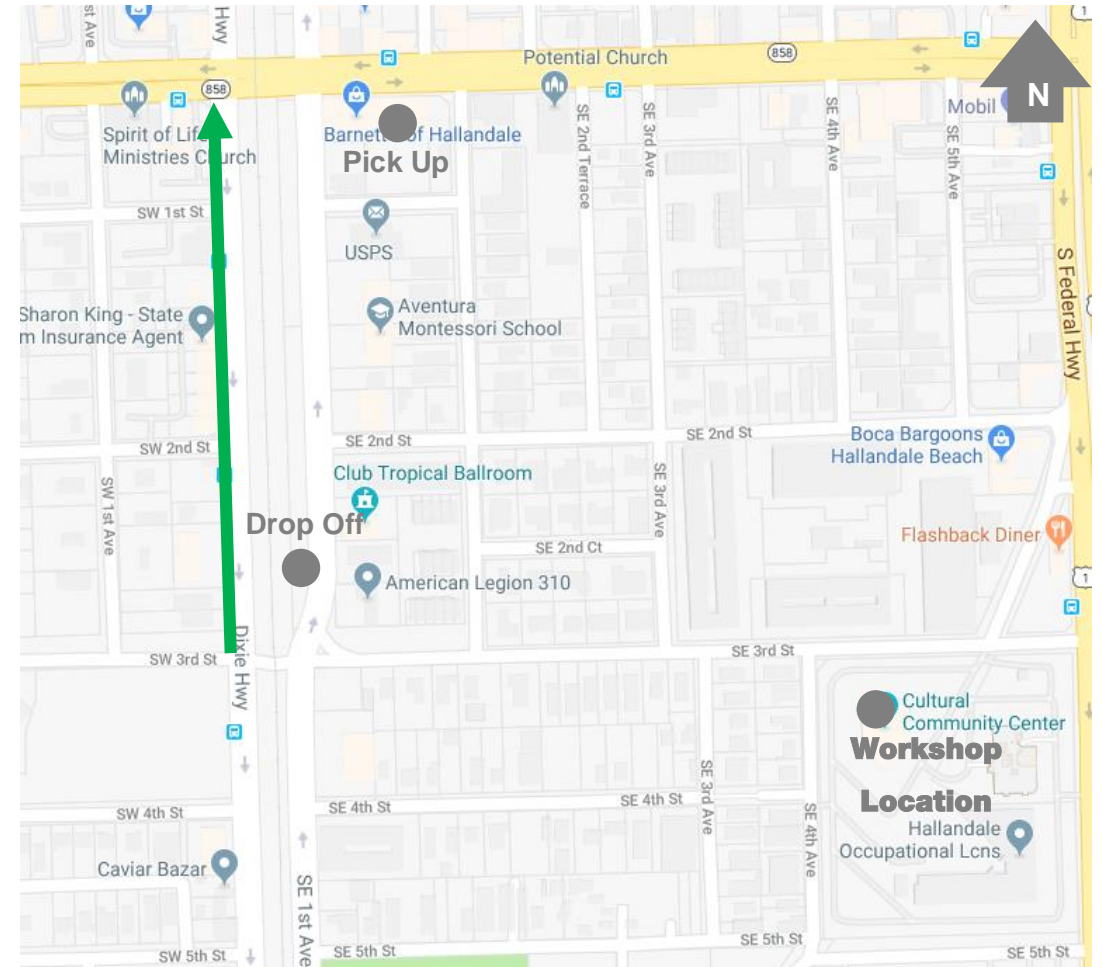 st Ave
Hwy
1
Potential Church
858
N
858
Mobil
Spirit of Life
Ministries Church
Barnett of Hallandale
Pick Up
SE 2nd Terrace
SE 3rd Ave
SE 4th Ave
SE 5th Ave
SW 1st St
USPS
S Federal Hwy
Sharon King - State
m Insurance Agent
Aventura
Montessori School
SW 2nd St
SE 2nd St
SE 2nd St
Boca Bargoons
Hallandale Beach
Club Tropical Ballroom
SW 1st Ave
SE 3rd Ave
Drop Off
SE 2nd Ct
Flashback Diner
American Legion 310
1
SW 3rd St
Dixie Hwy
SE 3rd St
Cultural
Community Center
Workshop
Location
SE 3rd Ave
SW 4th St
SE 4th St
SE 4th St
SE 4th Ave
Hallandale
Occupational Lcns
Caviar Bazar
SE 1st Ave
SW 5th St
SE 5th St
SE 5th St
SE 5th St